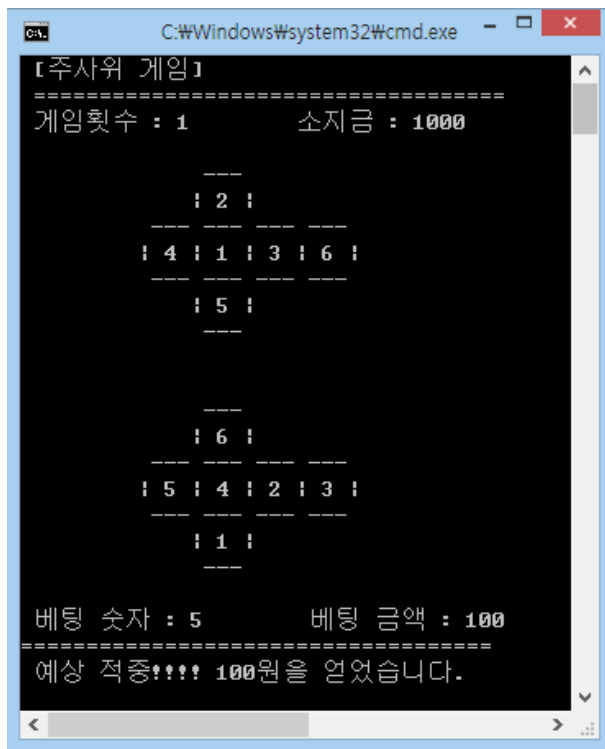 C:₩Windows₩system32₩cmd.exe
[주사위 게임]
====================================
게임횟수 : 1 소지금 : 1000
---
| 2 |
--- --- --- ---
| 4 | 1 | 3 | 6 |
--- --- --- ---
| 5 |
---
---
| 6 |
--- --- --- ---
| 5 | 4 | 2 | 3 |
--- --- --- ---
| 1 |
---
베팅 숫자 : 5 베팅 금액 : 100
====================================
예상 적중!!!! 100원을 얻었습니다.